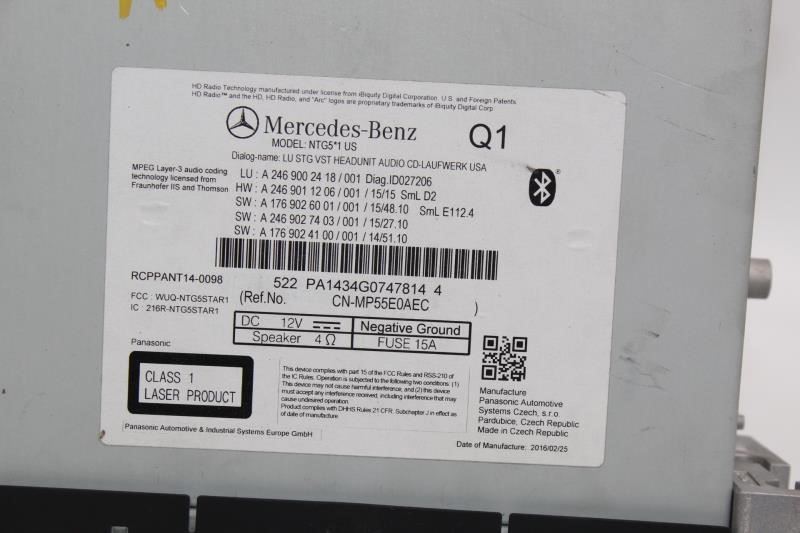 HD Radio Technology manufactured under license from iBiquity Digital Corporation. U.S. and Foreign Patents.
HD Radio™ and the HD, HD Radio, and "Arc" logos are proprietary trademarks of iBiquity Digital Corp
Mercedes-Benz Q1
MODEL: NTG5*1 US
Dialog-name: LU STG VST HEADUNIT AUDIO CD-LAUFWERK USA
MPEG Layer-3 audio coding
technology licensed from
Fraunhofer IIS and Thomson
LU : A 246 900 24 18 / 001 Diag.ID027206
HW : A 246 901 12 06 / 001 / 15/15 SmL D2
SW : A 176 902 60 01 / 001 / 15/48.10 SmL E112.4
SW : A 246 902 74 03 / 001 / 15/27.10
SW : A 176 902 41 00 / 001 / 14/51.10
®
RCPPANT14-0098
522 PA1434G0747814 4
FCC : WUQ-NTG5STAR1
IC : 216R-NTG5STAR1
(Ref.No. CN-MP55E0AEC )
DC 12V Negative Ground
Speaker 4 Ω FUSE 15A
Panasonic
CLASS 1
LASER PRODUCT
This device complies with part 15 of the FCC Rules and RSS-210 of
the IC Rules. Operation is subjected to the following two conditions: (1)
This device may not cause harmful interference, and (2) this device
must accept any interference received, including interference that may
cause undesired operation.
Product complies with DHHS Rules 21 CFR. Subchapter J in effect as
of date of manufacture.
Manufacture
Panasonic Automotive
Systems Czech, s.r.o.
Pardubice, Czech Republic
Made in Czech Republic
Panasonic Automotive & Industrial Systems Europe GmbH
Date of Manufacture: 2016/02/25